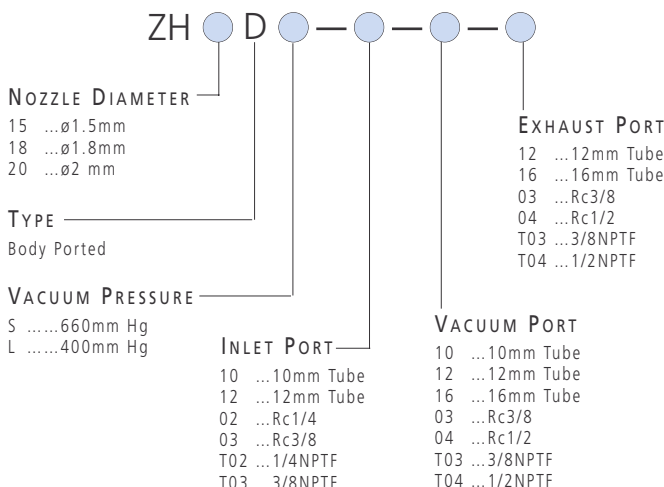 ZH D — — —
NOZZLE DIAMETER
15 ...ø1.5mm
18 ...ø1.8mm
20 ...ø2 mm
TYPE
Body Ported
VACUUM PRESSURE
S ......660mm Hg
L ......400mm Hg
INLET PORT
10 ...10mm Tube
12 ...12mm Tube
02 ...Rc1/4
03 ...Rc3/8
T02 ...1/4NPTF
T03 3/8NPTF
VACUUM PORT
10 ...10mm Tube
12 ...12mm Tube
16 ...16mm Tube
03 ...Rc3/8
04 ...Rc1/2
T03 ...3/8NPTF
T04 ...1/2NPTF
EXHAUST PORT
12 ...12mm Tube
16 ...16mm Tube
03 ...Rc3/8
04 ...Rc1/2
T03 ...3/8NPTF
T04 ...1/2NPTF